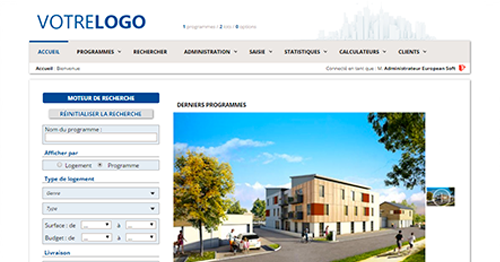 VOTRELOGO
1 programmes / 2 lots / 0 options
ACCUEIL PROGRAMMES RECHERCHER ADMINISTRATION SAISIE STATISTIQUES CALCULATEURS CLIENTS
Accueil : Bienvenue
Connecté en tant que : M. Administrateur European Soft
MOTEUR DE RECHERCHE
RÉINITIALISER LA RECHERCHE
Nom du programme :
Afficher par
Logement Programme
Type de logement
Genre
Type
Surface : de ... à ...
Budget : de ... à ...
Livraison
DERNIERS PROGRAMMES